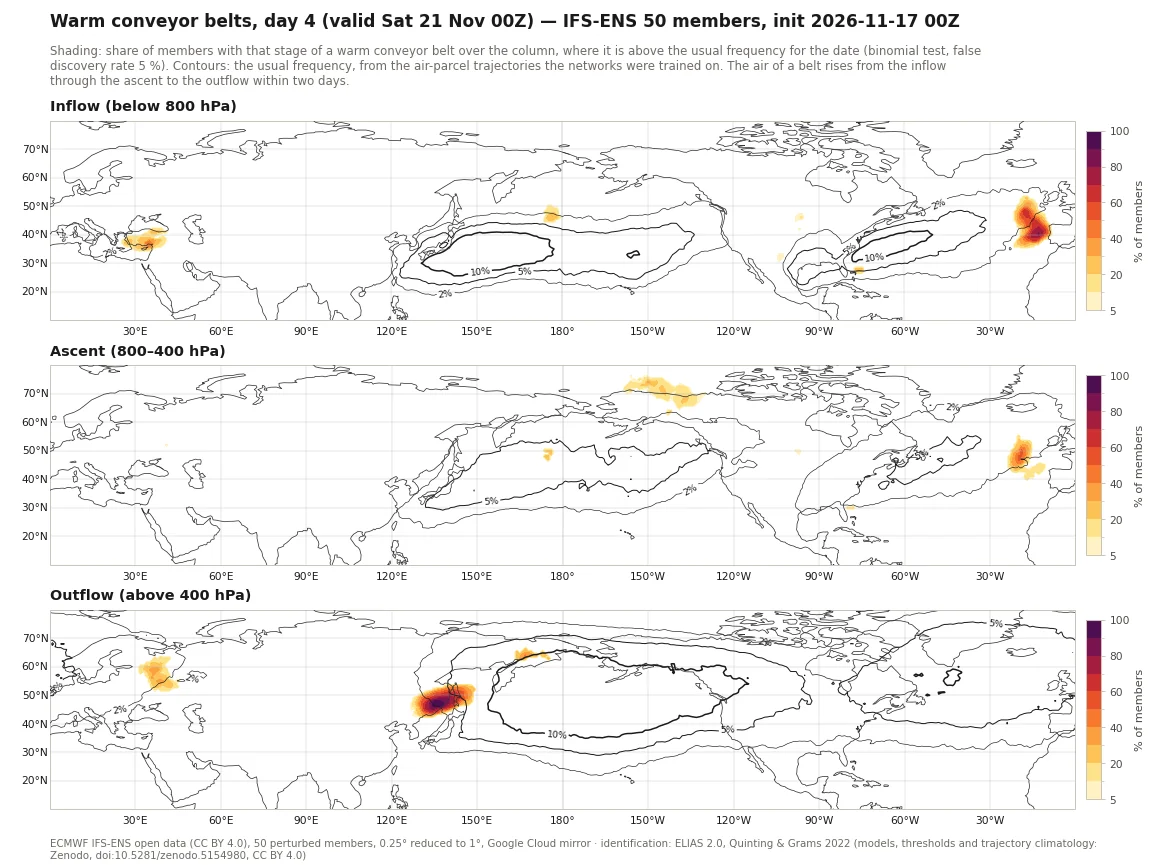 Warm conveyor belts, day 4 (valid Sat 21 Nov 00Z) — IFS-ENS 50 members, init 2026-11-17 00Z
Shading: share of members with that stage of a warm conveyor belt over the column, where it is above the usual frequency for the date (binomial test, false
discovery rate 5 %). Contours: the usual frequency, from the air-parcel trajectories the networks were trained on. The air of a belt rises from the inflow
through the ascent to the outflow within two days.
Inflow (below 800 hPa)
70°N
60°N
50°N
40°N
30°N
20°N
2%
10%
5%
2%
2%
5%
10%
30°E 60°E 90°E 120°E 150°E 180° 150°W 120°W 90°W 60°W 30°W
100
80
60
40
20
5
% of members
Ascent (800–400 hPa)
70°N
60°N
50°N
40°N
30°N
20°N
5%
2%
2%
5%
30°E 60°E 90°E 120°E 150°E 180° 150°W 120°W 90°W 60°W 30°W
100
80
60
40
20
5
% of members
Outflow (above 400 hPa)
70°N
60°N
50°N
40°N
30°N
20°N
2%
10%
5%
5%
30°E 60°E 90°E 120°E 150°E 180° 150°W 120°W 90°W 60°W 30°W
100
80
60
40
20
5
% of members
ECMWF IFS-ENS open data (CC BY 4.0), 50 perturbed members, 0.25° reduced to 1°, Google Cloud mirror · identification: ELIAS 2.0, Quinting & Grams 2022 (models, thresholds and trajectory climatology:
Zenodo, doi:10.5281/zenodo.5154980, CC BY 4.0)